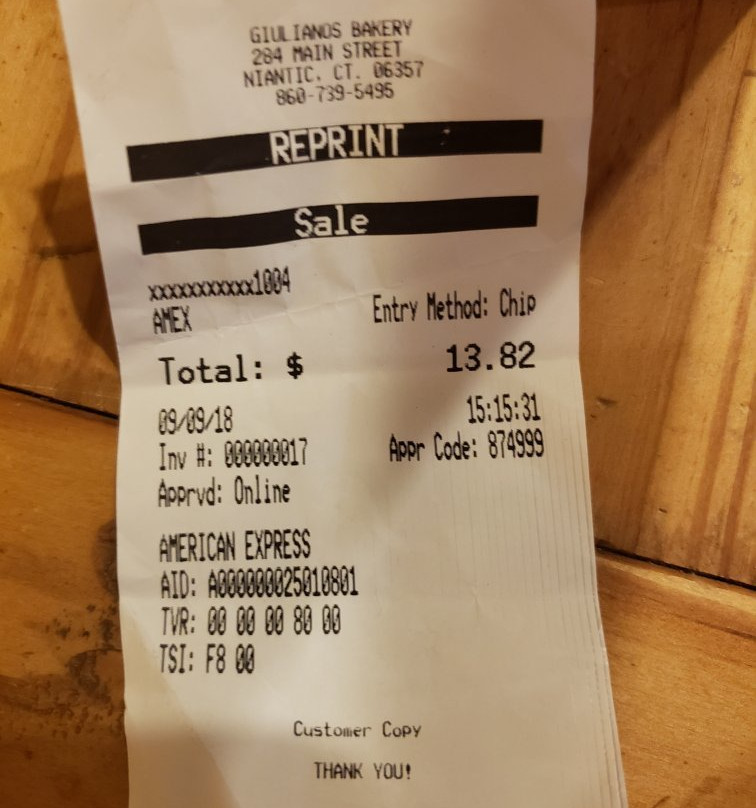 GIULIANOS BAKERY
284 MAIN STREET
NIANTIC, CT. 06357
860-739-5495
REPRINT
Sale
xxxxxxxxxxx1004
AMEX Entry Method: Chip
Total: $ 13.82
09/09/18 15:15:31
Inv #: 000000017 Appr Code: 874999
Apprvd: Online
AMERICAN EXPRESS
AID: A000000025010801
TVR: 00 00 00 80 00
TSI: F8 00
Customer Copy
THANK YOU!